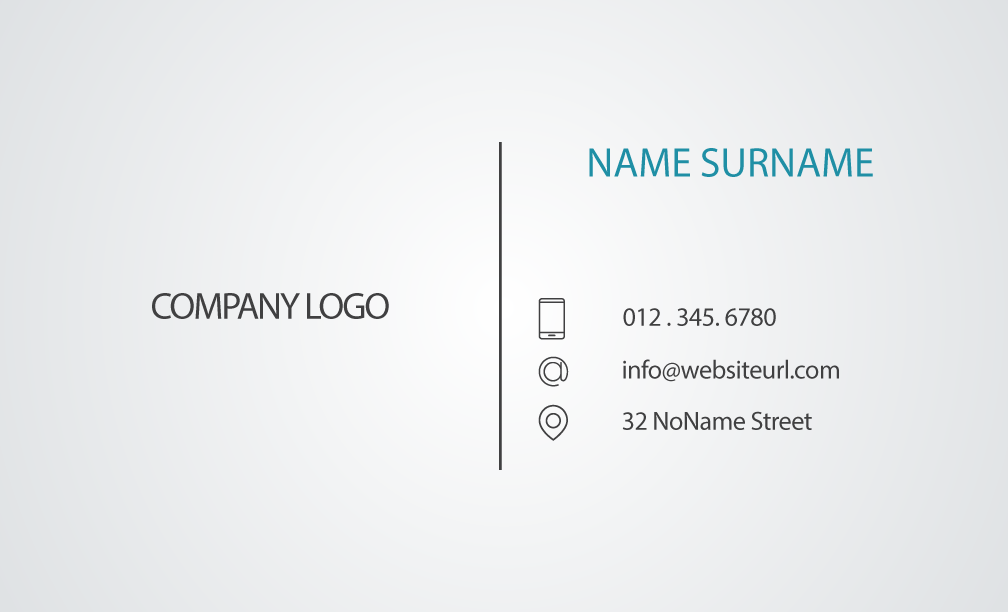 COMPANY LOGO
NAME SURNAME
012 . 345. 6780
info@websiteurl.com
32 NoName Street